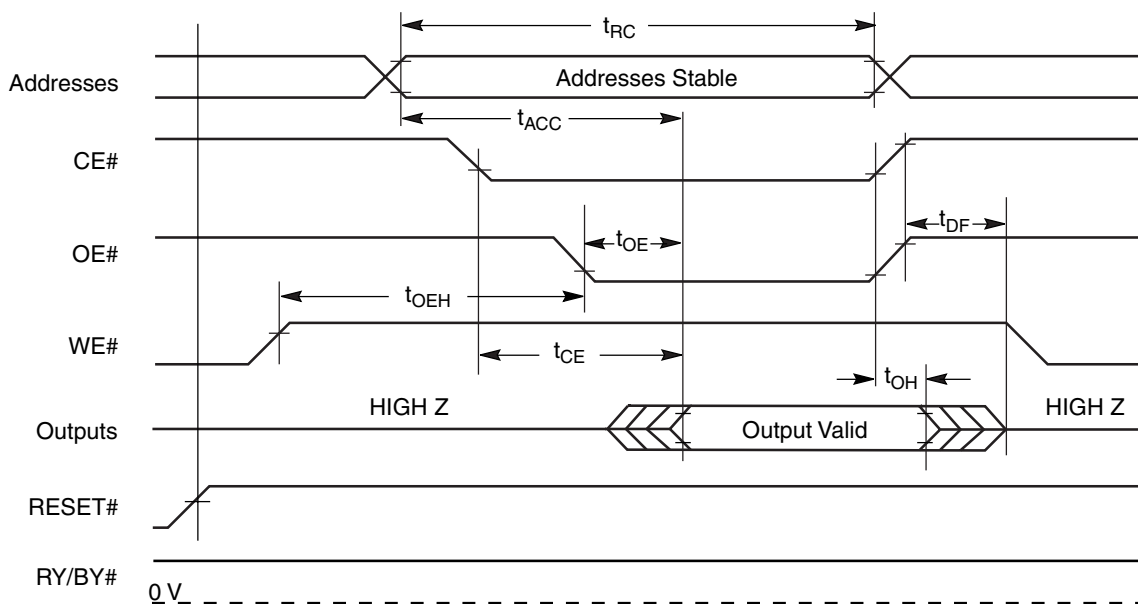 tRC
Addresses
Addresses Stable
tACC
CE#
tDF
OE#
tOE
tOEH
WE#
tCE
tOH
HIGH Z
HIGH Z
Outputs
Output Valid
RESET#
RY/BY#
0 V